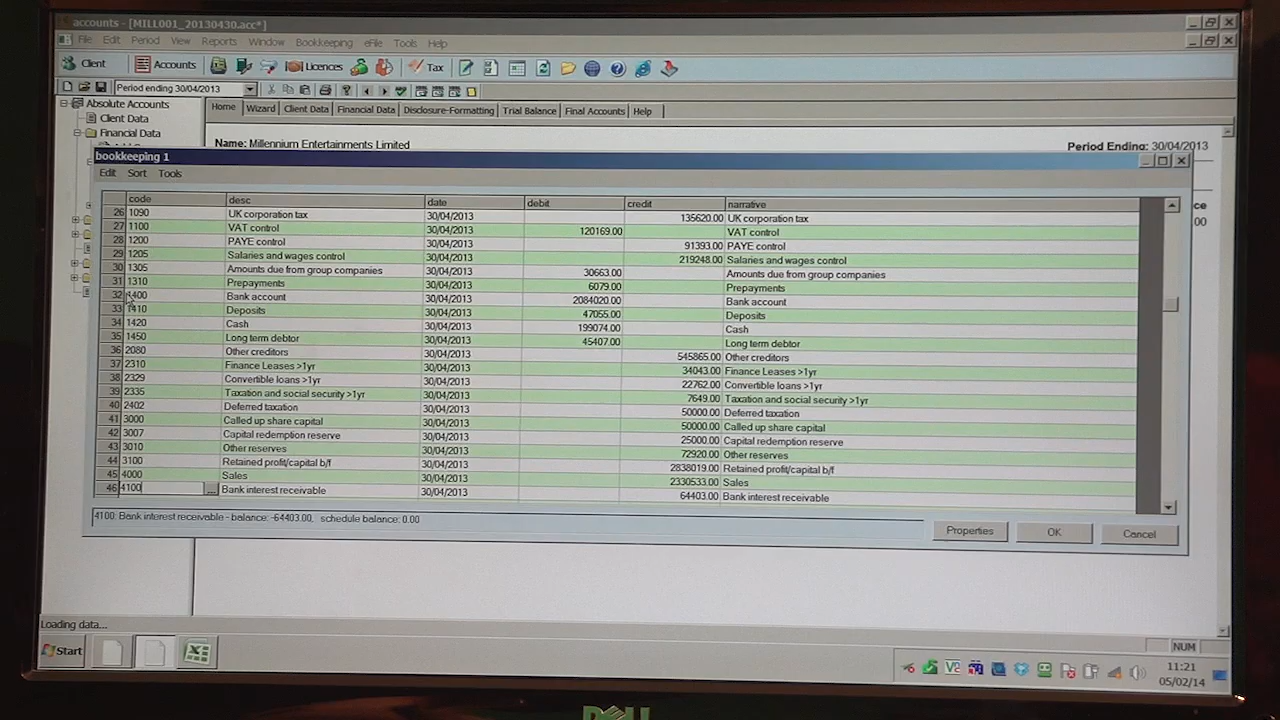 accounts - [MILL001_20130430.acc*]
File Edit Period View Reports Window Bookkeeping eFile Tools Help
Client Accounts Licences Tax
Period ending 30/04/2013
Absolute Accounts
Client Data
Financial Data
Home Wizard Client Data Financial Data Disclosure-Formatting Trial Balance Final Accounts Help
Name: Millennium Entertainments Limited Period Ending: 30/04/2013
bookkeeping 1
Edit Sort Tools
code desc date debit credit narrative
26 1090 UK corporation tax 30/04/2013 135620.00 UK corporation tax
27 1100 VAT control 30/04/2013 120169.00 VAT control
28 1200 PAYE control 30/04/2013 91393.00 PAYE control
29 1205 Salaries and wages control 30/04/2013 219248.00 Salaries and wages control
30 1305 Amounts due from group companies 30/04/2013 30663.00 Amounts due from group companies
31 1310 Prepayments 30/04/2013 6079.00 Prepayments
32 1400 Bank account 30/04/2013 2084020.00 Bank account
33 1410 Deposits 30/04/2013 47055.00 Deposits
34 1420 Cash 30/04/2013 199074.00 Cash
35 1450 Long term debtor 30/04/2013 45407.00 Long term debtor
36 2080 Other creditors 30/04/2013 545865.00 Other creditors
37 2310 Finance Leases >1yr 30/04/2013 34043.00 Finance Leases >1yr
38 2329 Convertible loans >1yr 30/04/2013 22762.00 Convertible loans >1yr
39 2335 Taxation and social security >1yr 30/04/2013 7649.00 Taxation and social security >1yr
40 2402 Deferred taxation 30/04/2013 50000.00 Deferred taxation
41 3000 Called up share capital 30/04/2013 50000.00 Called up share capital
42 3007 Capital redemption reserve 30/04/2013 25000.00 Capital redemption reserve
43 3010 Other reserves 30/04/2013 72920.00 Other reserves
44 3100 Retained profit/capital b/f 30/04/2013 2838019.00 Retained profit/capital b/f
45 4000 Sales 30/04/2013 2330533.00 Sales
46 4100 ... Bank interest receivable 30/04/2013 64403.00 Bank interest receivable
4100: Bank interest receivable - balance: -64403.00, schedule balance: 0.00
Properties OK Cancel
ce
00
Loading data...
NUM
Start
11:21
05/02/14
DELL